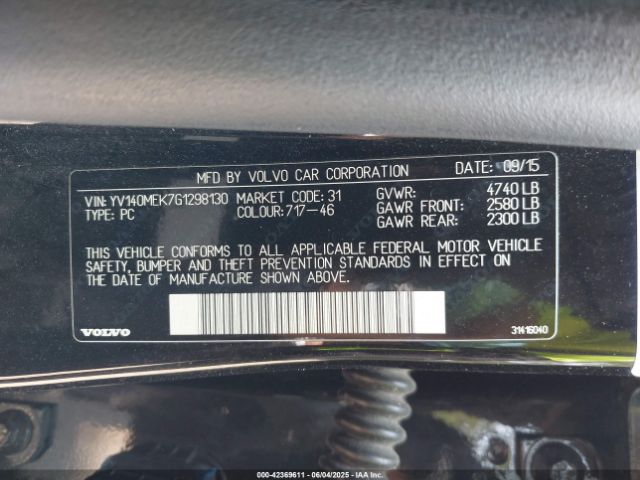 MFD BY VOLVO CAR CORPORATION DATE: 09/15
VIN: YV140MEK7G1298130 MARKET CODE: 31 GVWR: 4740 LB
TYPE: PC COLOUR: 717-46 GAWR FRONT: 2580 LB
GAWR REAR: 2300 LB
THIS VEHICLE CONFORMS TO ALL APPLICABLE FEDERAL MOTOR VEHICLE
SAFETY, BUMPER AND THEFT PREVENTION STANDARDS IN EFFECT ON
THE DATE OF MANUFACTURE SHOWN ABOVE.
VOLVO 31416040
000-42369611 - 06/04/2025 - IAA Inc.